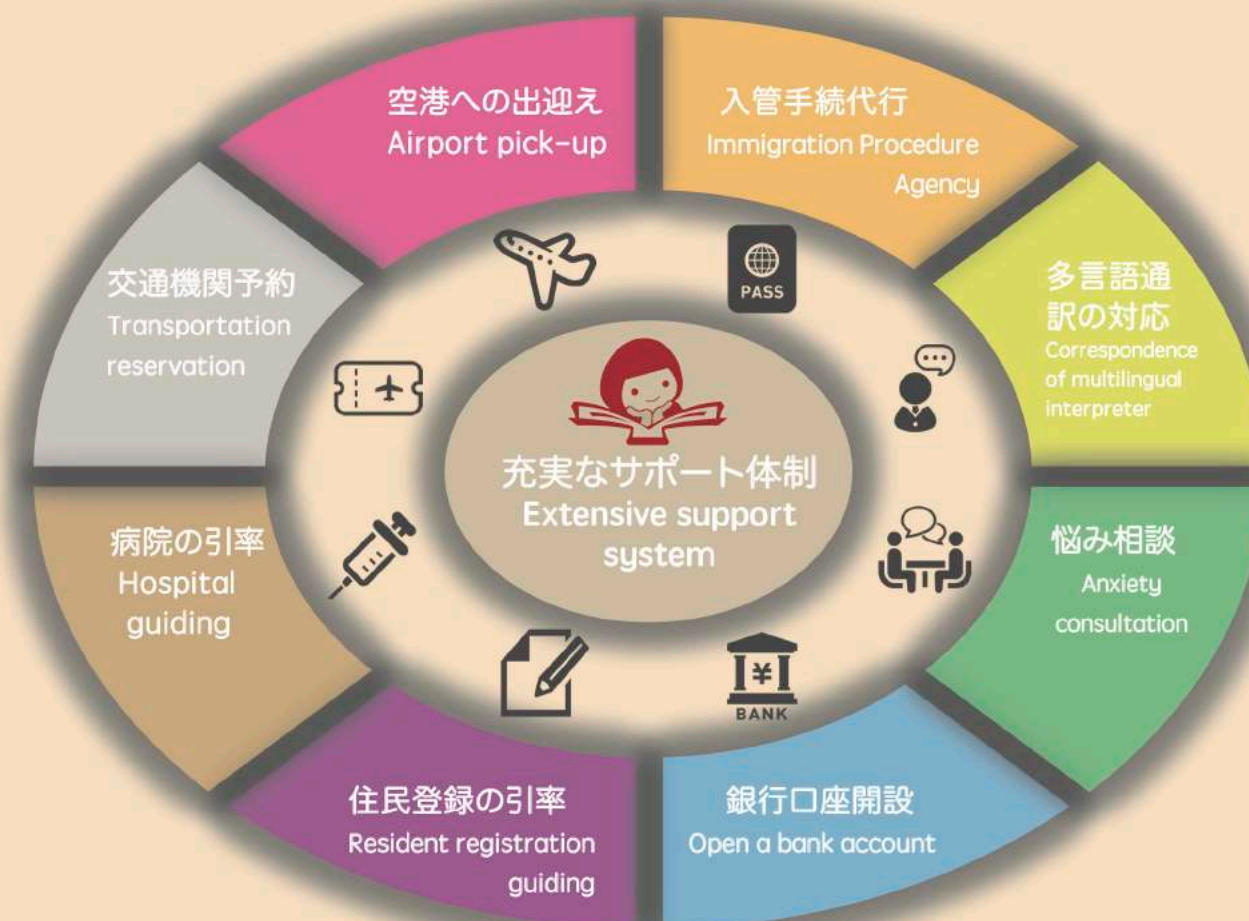 空港への出迎え
Airport pick-up
入管手続代行
Immigration Procedure
Agency
交通機関予約
Transportation
reservation
PASS
多言語通
訳の対応
Correspondence
of multilingual
interpreter
充実なサポート体制
Extensive support
system
病院の引率
Hospital
guiding
悩み相談
Anxiety
consultation
¥
BANK
住民登録の引率
Resident registration
guiding
銀行口座開設
Open a bank account